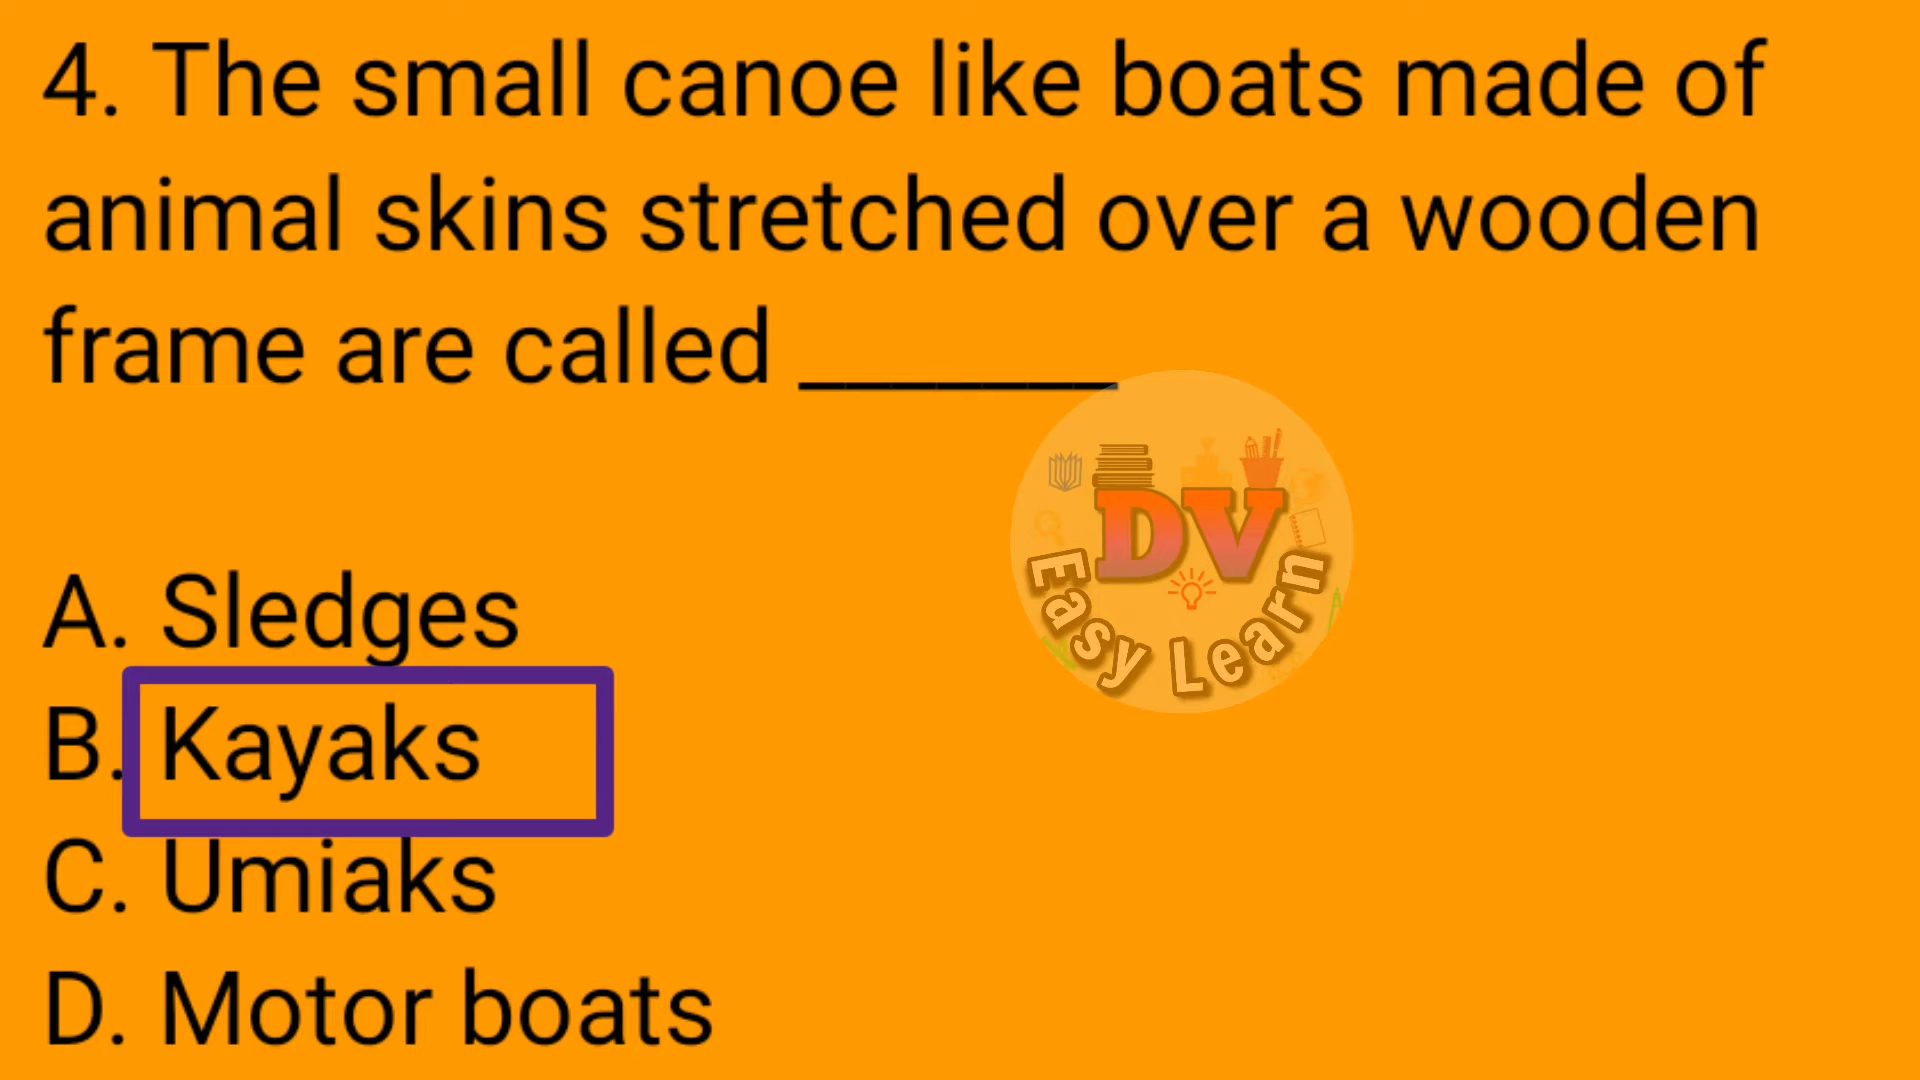 4. The small canoe like boats made of
animal skins stretched over a wooden
frame are called _______
DV
Easy Learn
A. Sledges
B. Kayaks
C. Umiaks
D. Motor boats